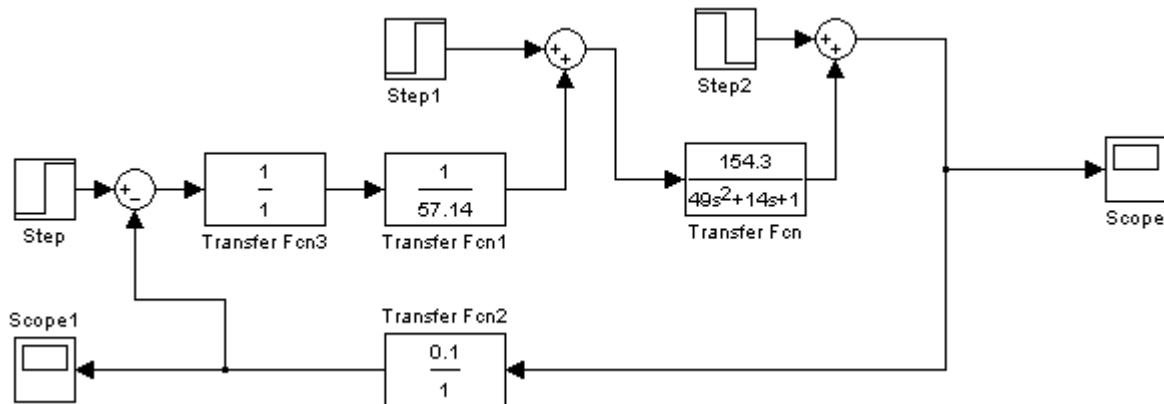 +
+
Step1
+
+
Step2
154.3
49s²+14s+1
Transfer Fcn
Scope
+
−
Step
1
1
Transfer Fcn3
1
57.14
Transfer Fcn1
Scope1
Transfer Fcn2
0.1
1